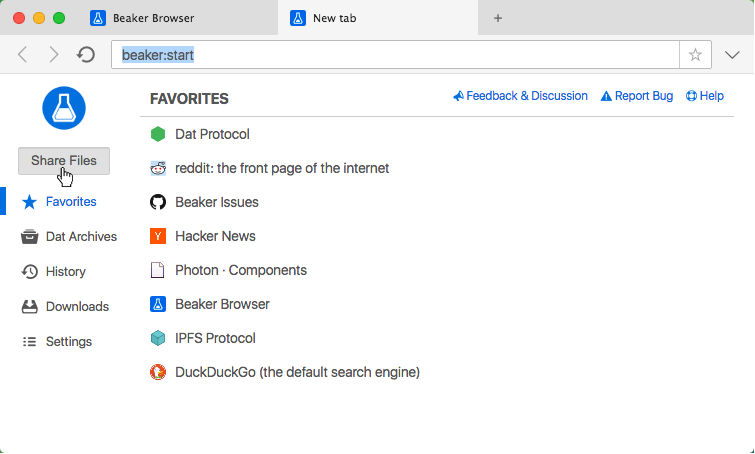 Beaker Browser
New tab
beaker:start
FAVORITES
Feedback & Discussion
Report Bug
Help
Share Files
Favorites
Dat Archives
History
Downloads
Settings
Dat Protocol
reddit: the front page of the internet
Beaker Issues
Hacker News
Photon · Components
Beaker Browser
IPFS Protocol
DuckDuckGo (the default search engine)